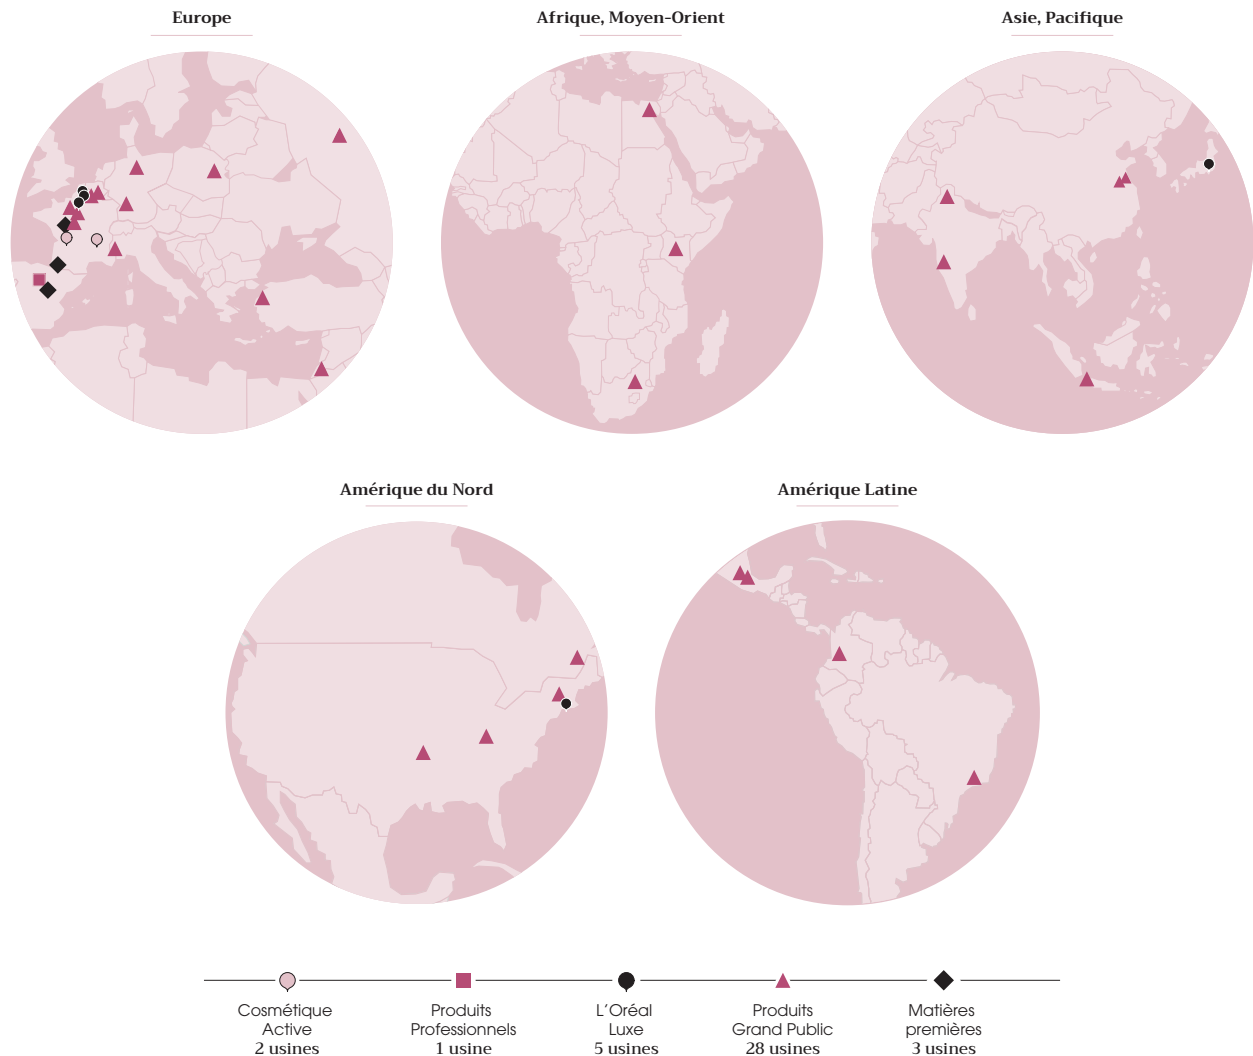 Europe
Afrique, Moyen-Orient
Asie, Pacifique
Amérique du Nord
Amérique Latine
Cosmétique
Active
2 usines
Produits
Professionnels
1 usine
L'Oréal
Luxe
5 usines
Produits
Grand Public
28 usines
Matières
premières
3 usines